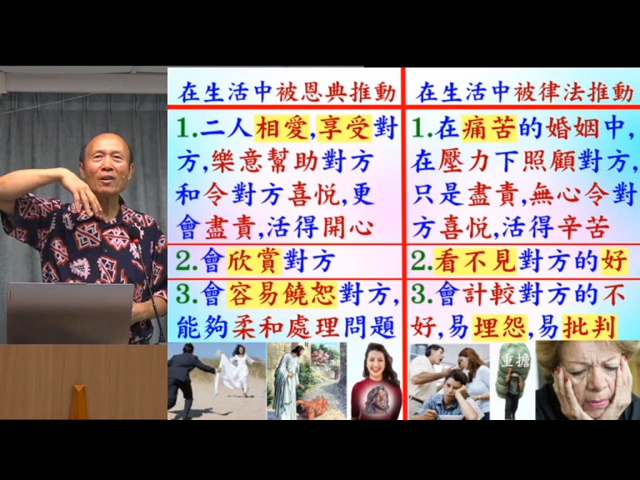 在生活中被恩典推動
1.二人相愛,享受對
方,樂意幫助對方
和令對方喜悦,更
會盡責,活得開心
2.會欣賞對方
3.會容易饒恕對方,
能夠柔和處理問題
在生活中被律法推動
1.在痛苦的婚姻中,
在壓力下照顧對方,
只是盡責,無心令對
方喜悦,活得辛苦
2.看不見對方的好
3.會計較對方的不
好,易埋怨,易批判
重擔